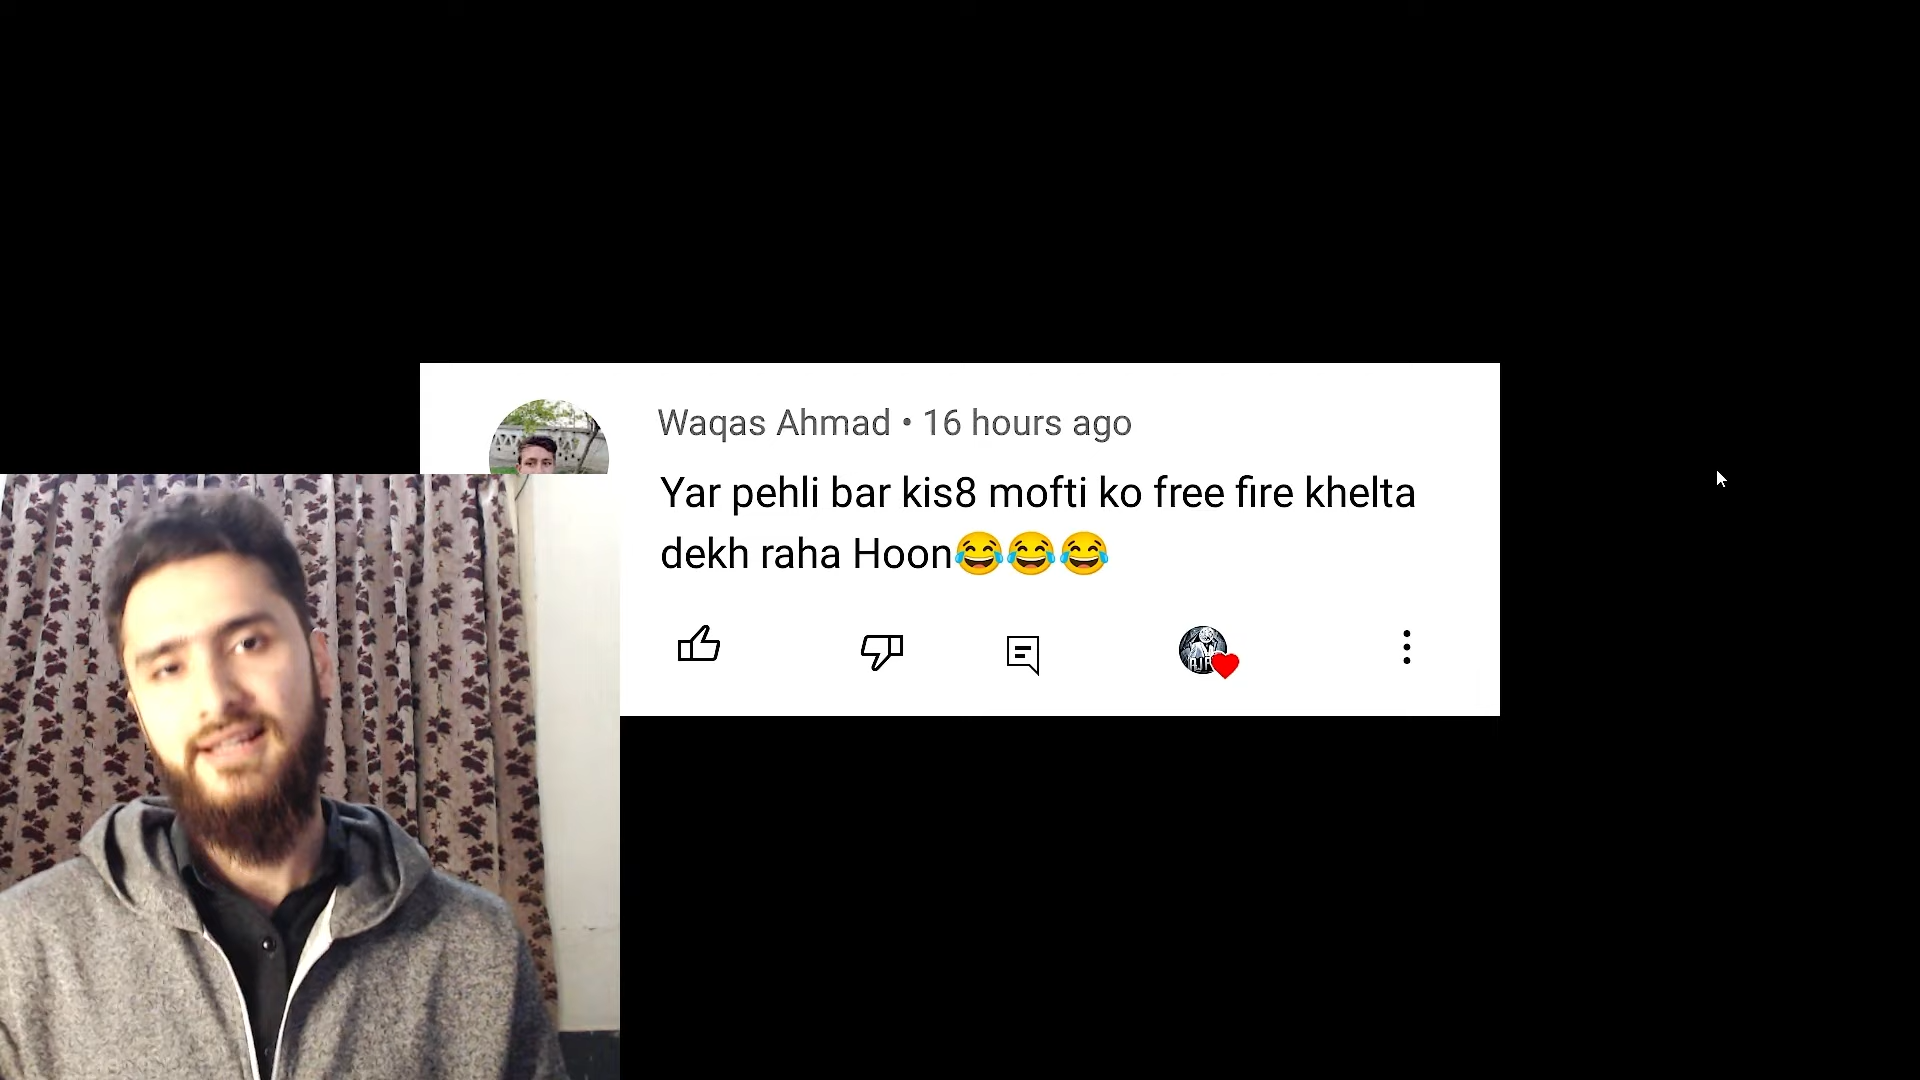 Waqas Ahmad • 16 hours ago
Yar pehli bar kis8 mofti ko free fire khelta
dekh raha Hoon😂😂😂